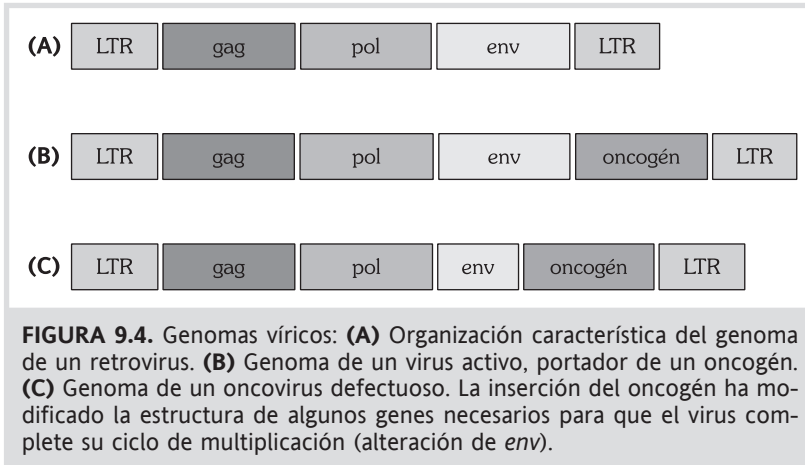 (A) LTR gag pol env LTR
(B) LTR gag pol env oncogén LTR
(C) LTR gag pol env oncogén LTR
FIGURA 9.4. Genomas víricos: (A) Organización característica del genoma
de un retrovirus. (B) Genoma de un virus activo, portador de un oncogén.
(C) Genoma de un oncovirus defectuoso. La inserción del oncogén ha mo-
dificado la estructura de algunos genes necesarios para que el virus com-
plete su ciclo de multiplicación (alteración de env).